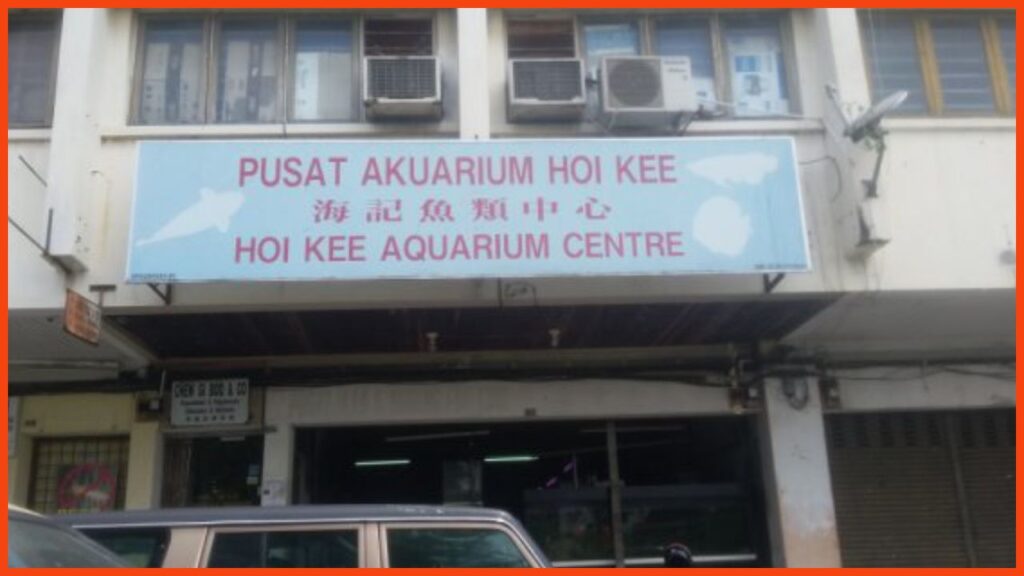 PUSAT AKUARIUM HOI KEE
海記魚類中心
HOI KEE AQUARIUM CENTRE